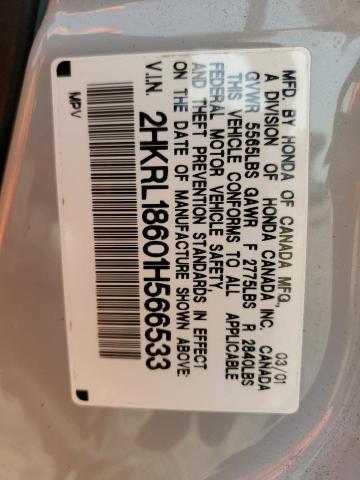 MFD. BY HONDA OF CANADA MFG., 03/01
A DIVISION OF HONDA CANADA INC. CANADA
GVWR 5565LBS GAWR F 2775LBS R 2840LBS
THIS VEHICLE CONFORMS TO ALL APPLICABLE
FEDERAL MOTOR VEHICLE SAFETY,
AND THEFT PREVENTION STANDARDS IN EFFECT
ON THE DATE OF MANUFACTURE SHOWN ABOVE:
V.I.N. 2HKRL18601H566533
MPV